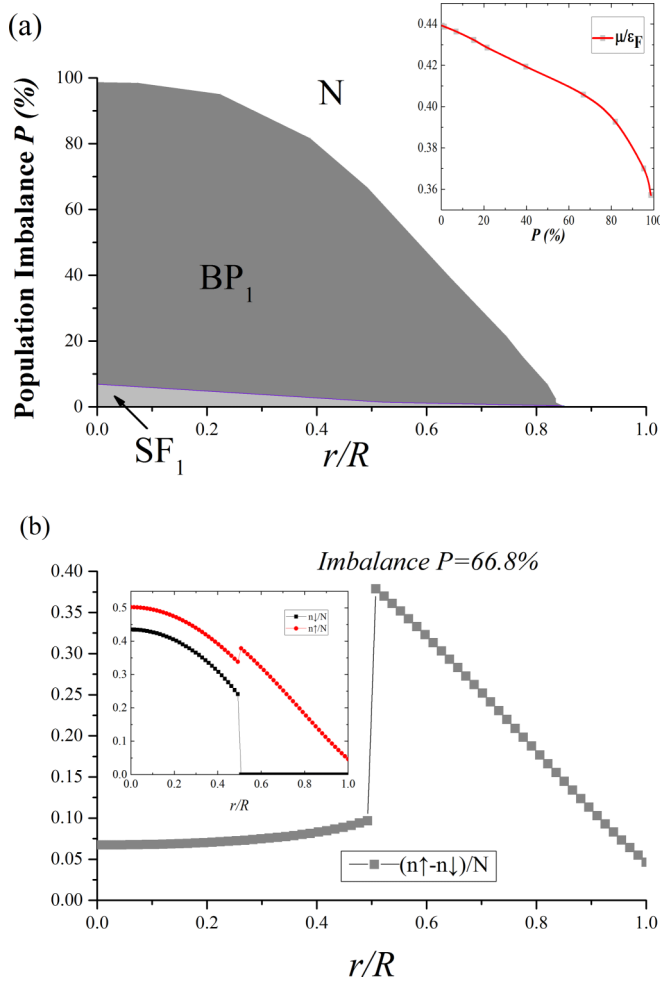 (a)
100
80
60
40
20
0
Population Imbalance P (%)
N
BP₁
SF₁
0.0 0.2 0.4 0.6 0.8 1.0
r/R
0.44
0.42
0.40
0.38
0.36
μ/ε_F
0 20 40 60 80 100
P (%)
(b)
Imbalance P=66.8%
0.40
0.35
0.30
0.25
0.20
0.15
0.10
0.05
0.00
0.5
0.4
0.3
0.2
0.1
0.0
n↓/N
n↑/N
0.0 0.2 0.4 0.6 0.8 1.0
r/R
(n↑-n↓)/N
0.0 0.2 0.4 0.6 0.8 1.0
r/R